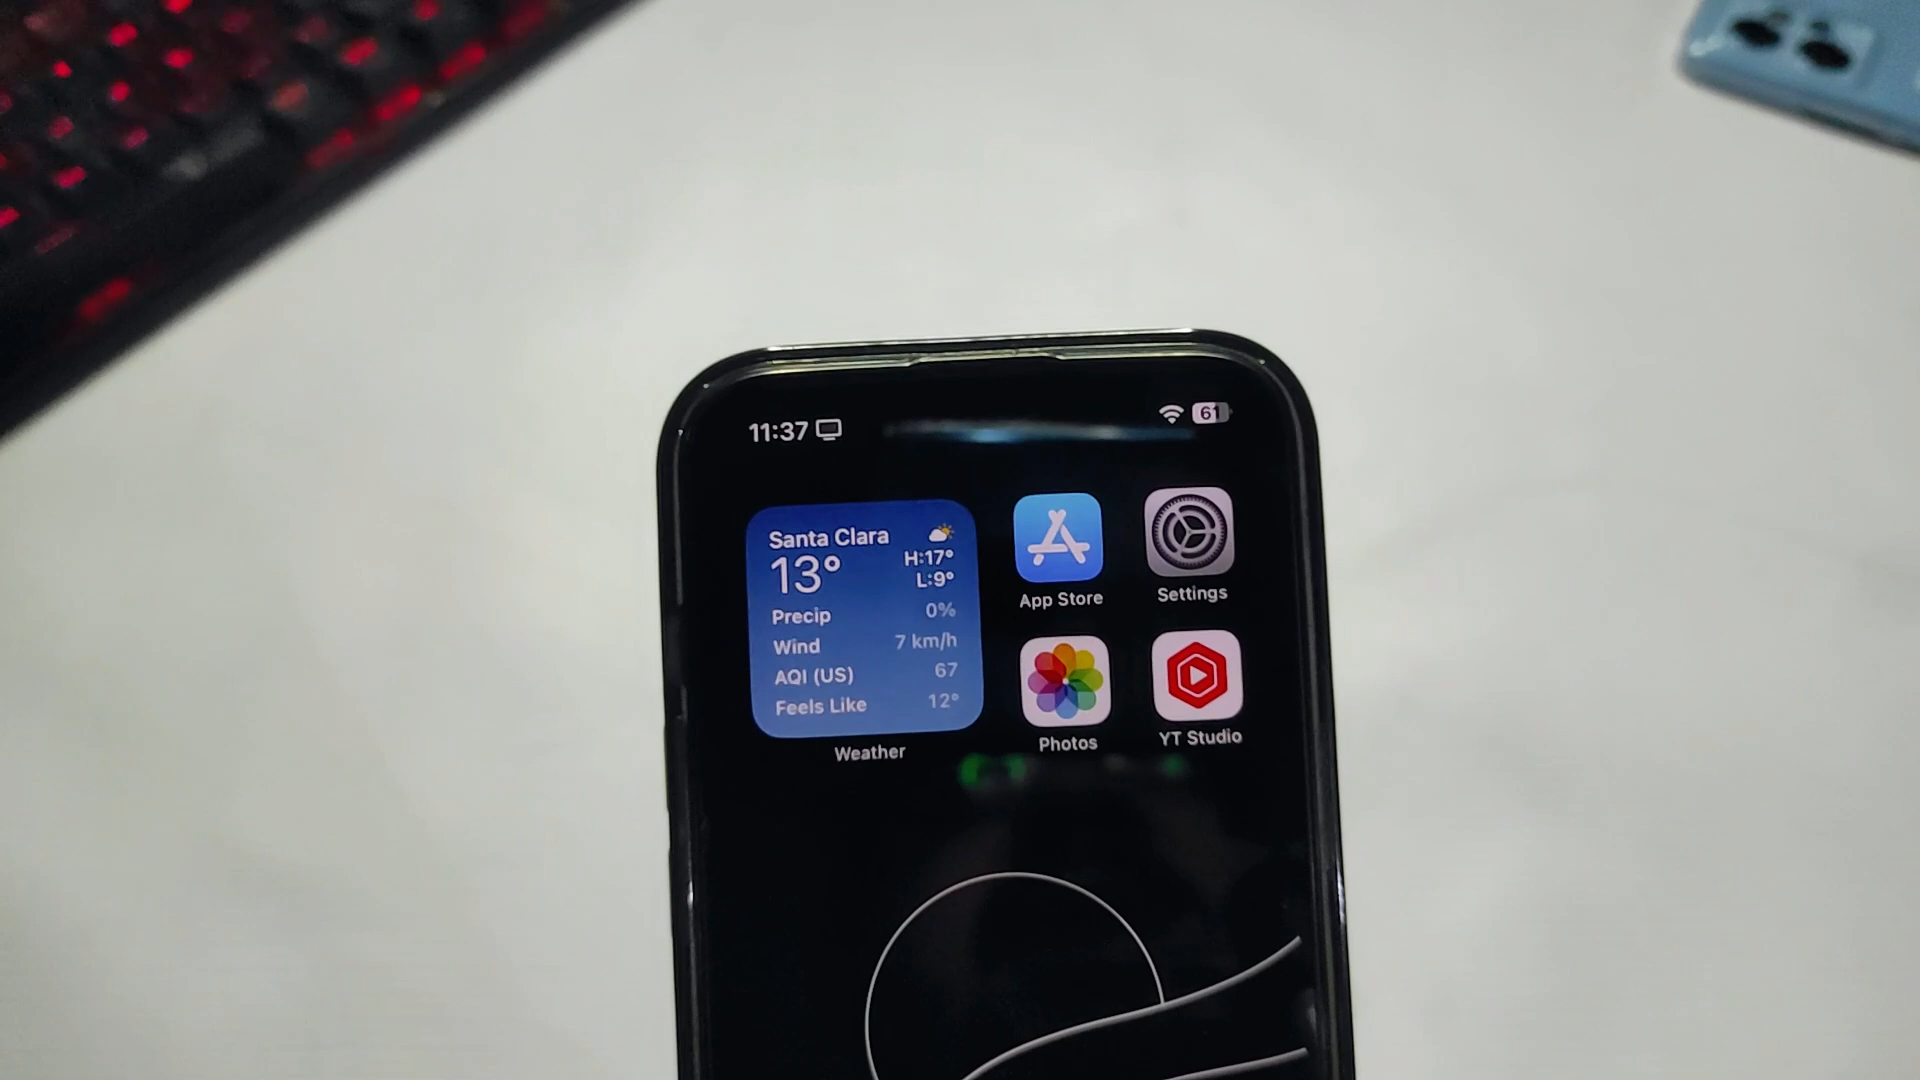 11:37
61
Santa Clara
13°
H:17°
L:9°
Precip 0%
Wind 7 km/h
AQI (US) 67
Feels Like 12°
Weather
App Store
Settings
Photos
YT Studio